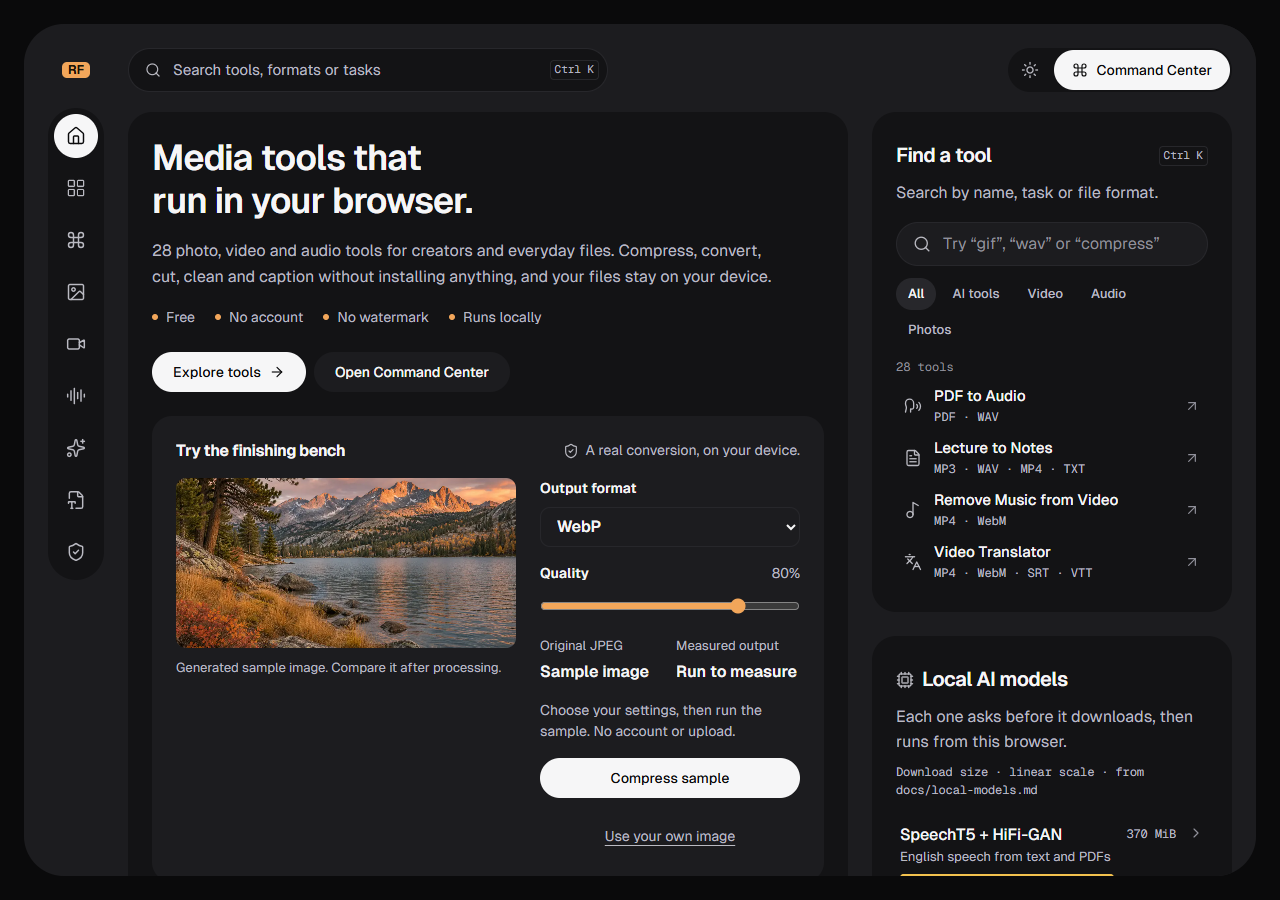 RF
Search tools, formats or tasks
Ctrl K
Command Center
Media tools that
run in your browser.
28 photo, video and audio tools for creators and everyday files. Compress, convert,
cut, clean and caption without installing anything, and your files stay on your device.
Free
No account
No watermark
Runs locally
Explore tools
Open Command Center
Try the finishing bench
A real conversion, on your device.
Generated sample image. Compare it after processing.
Output format
WebP
Quality
80%
Original JPEG
Measured output
Sample image
Run to measure
Choose your settings, then run the
sample. No account or upload.
Compress sample
Use your own image
Find a tool
Ctrl K
Search by name, task or file format.
Try “gif”, “wav” or “compress”
All
AI tools
Video
Audio
Photos
28 tools
PDF to Audio
PDF · WAV
Lecture to Notes
MP3 · WAV · MP4 · TXT
Remove Music from Video
MP4 · WebM
Video Translator
MP4 · WebM · SRT · VTT
Local AI models
Each one asks before it downloads, then
runs from this browser.
Download size · linear scale · from
docs/local-models.md
SpeechT5 + HiFi-GAN
370 MiB
English speech from text and PDFs